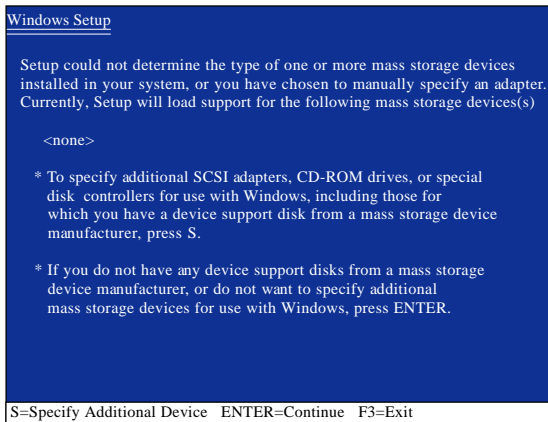 Windows Setup
Setup could not determine the type of one or more mass storage devices
installed in your system, or you have chosen to manually specify an adapter.
Currently, Setup will load support for the following mass storage devices(s)
<none>
* To specify additional SCSI adapters, CD-ROM drives, or special
disk controllers for use with Windows, including those for
which you have a device support disk from a mass storage device
manufacturer, press S.
* If you do not have any device support disks from a mass storage
device manufacturer, or do not want to specify additional
mass storage devices for use with Windows, press ENTER.
S=Specify Additional Device ENTER=Continue F3=Exit